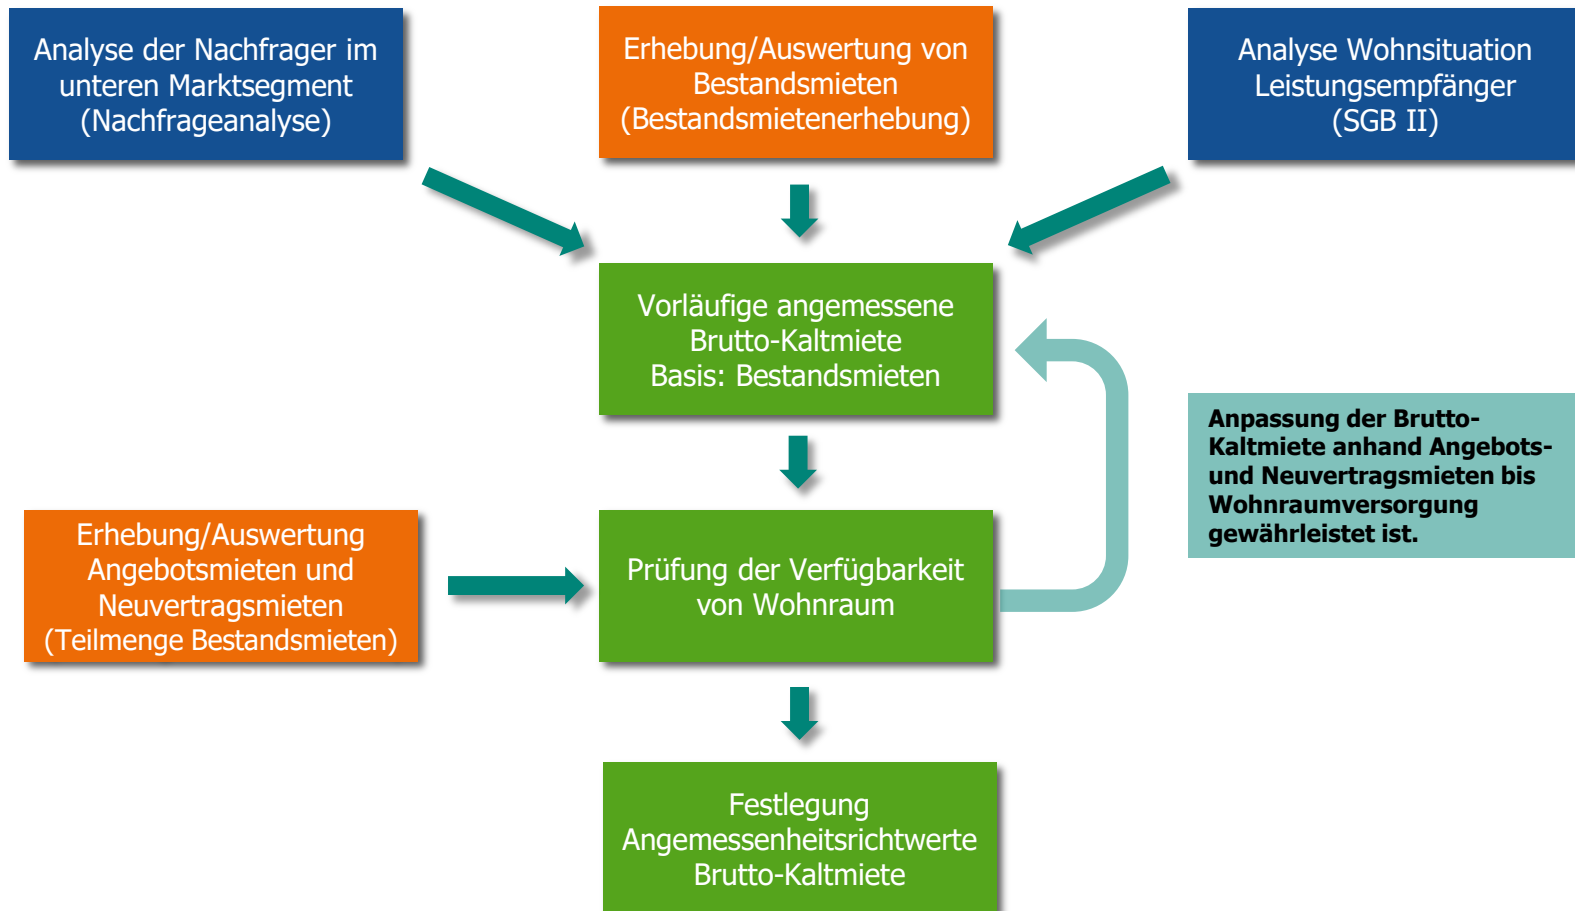 Analyse der Nachfrager im
unteren Marktsegment
(Nachfrageanalyse)
Erhebung/Auswertung von
Bestandsmieten
(Bestandsmietenerhebung)
Analyse Wohnsituation
Leistungsempfänger
(SGB II)
Vorläufige angemessene
Brutto-Kaltmiete
Basis: Bestandsmieten
Anpassung der Brutto-
Kaltmiete anhand Angebots-
und Neuvertragsmieten bis
Wohnraumversorgung
gewährleistet ist.
Erhebung/Auswertung
Angebotsmieten und
Neuvertragsmieten
(Teilmenge Bestandsmieten)
Prüfung der Verfügbarkeit
von Wohnraum
Festlegung
Angemessenheitsrichtwerte
Brutto-Kaltmiete